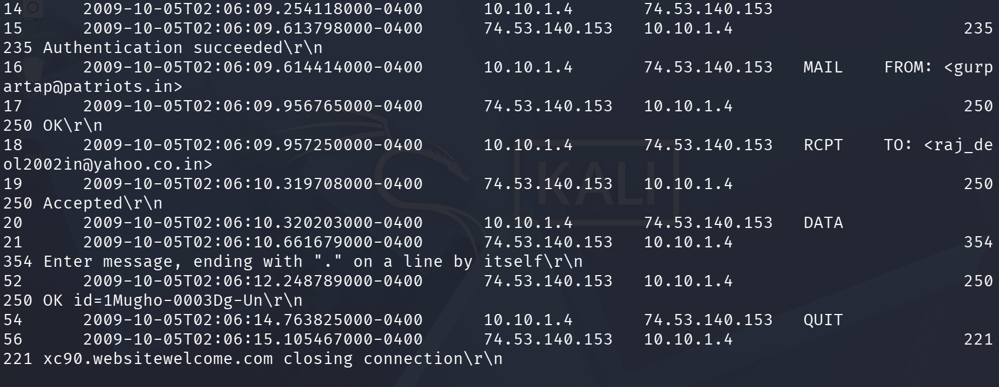 14 2009-10-05T02:06:09.254118000-0400 10.10.1.4 74.53.140.153
15 2009-10-05T02:06:09.613798000-0400 74.53.140.153 10.10.1.4 235
235 Authentication succeeded\r\n
16 2009-10-05T02:06:09.614414000-0400 10.10.1.4 74.53.140.153 MAIL FROM: <gurp
artap@patriots.in>
17 2009-10-05T02:06:09.956765000-0400 74.53.140.153 10.10.1.4 250
250 OK\r\n
18 2009-10-05T02:06:09.957250000-0400 10.10.1.4 74.53.140.153 RCPT TO: <raj_de
ol2002in@yahoo.co.in>
19 2009-10-05T02:06:10.319708000-0400 74.53.140.153 10.10.1.4 250
250 Accepted\r\n
20 2009-10-05T02:06:10.320203000-0400 10.10.1.4 74.53.140.153 DATA
21 2009-10-05T02:06:10.661679000-0400 74.53.140.153 10.10.1.4 354
354 Enter message, ending with "." on a line by itself\r\n
52 2009-10-05T02:06:12.248789000-0400 74.53.140.153 10.10.1.4 250
250 OK id=1Mugho-0003Dg-Un\r\n
54 2009-10-05T02:06:14.763825000-0400 10.10.1.4 74.53.140.153 QUIT
56 2009-10-05T02:06:15.105467000-0400 74.53.140.153 10.10.1.4 221
221 xc90.websitewelcome.com closing connection\r\n
KALI